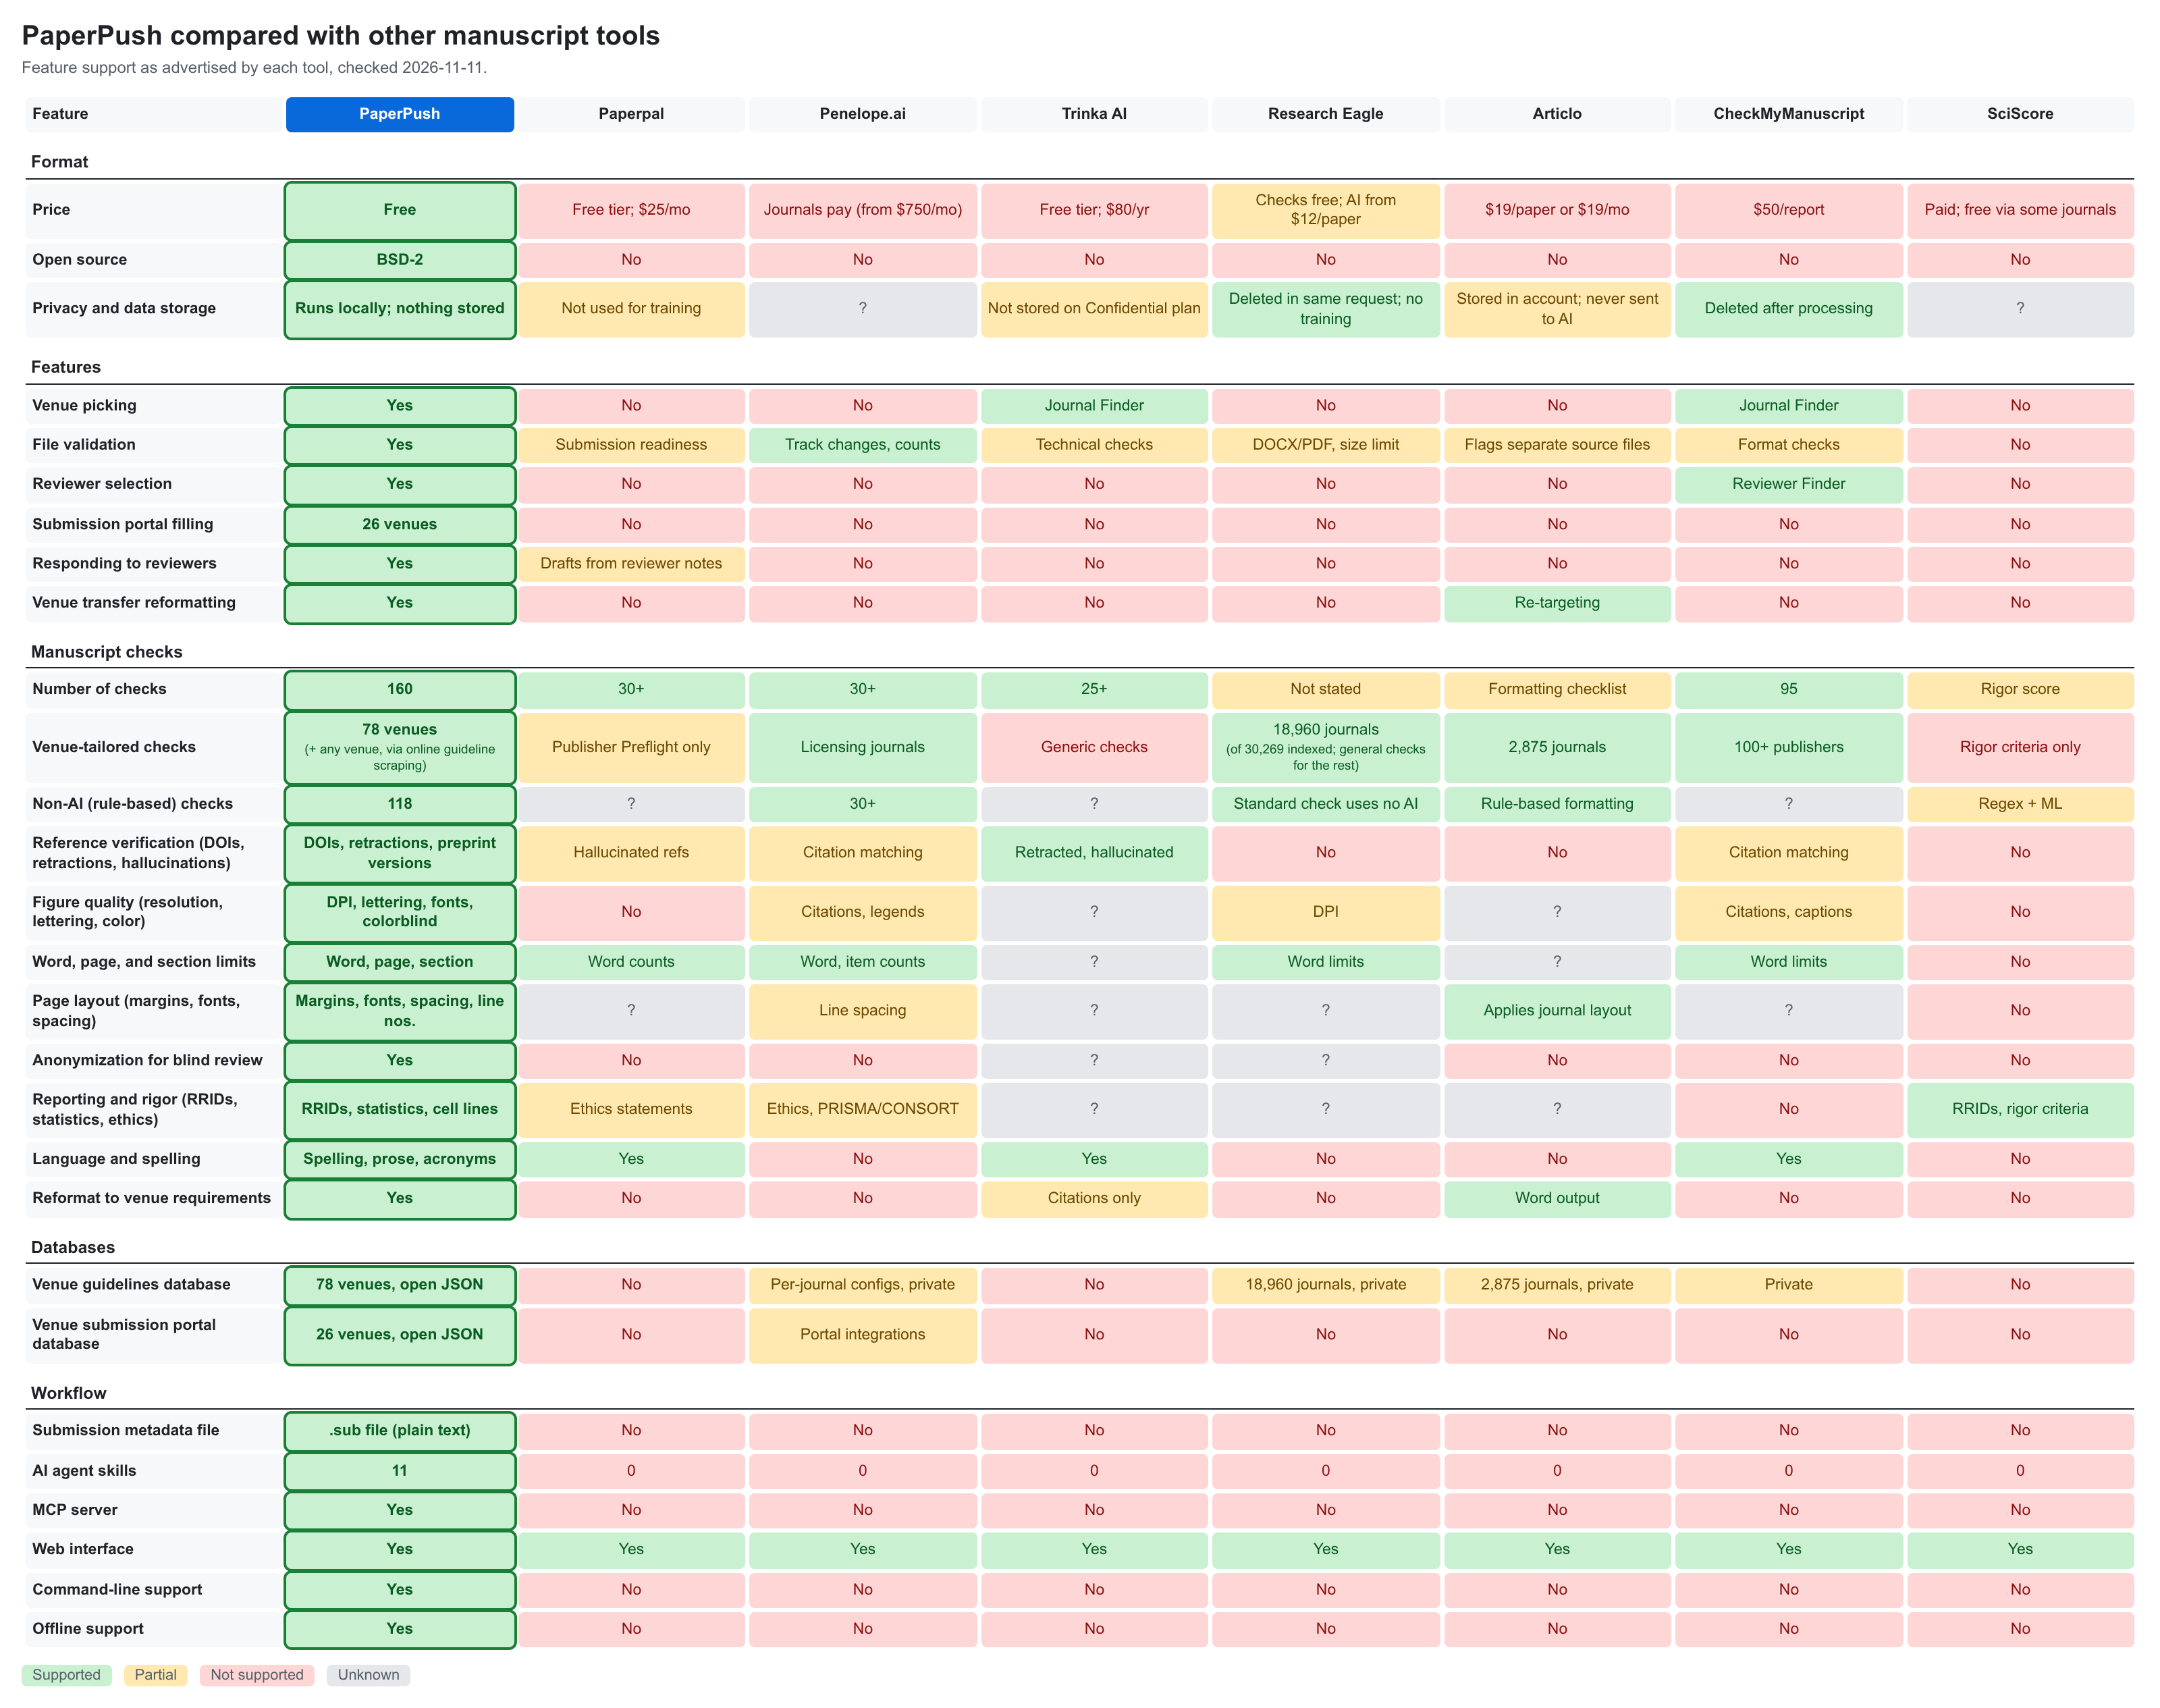 PaperPush compared with other manuscript tools
Feature support as advertised by each tool, checked 2026-11-11.
Feature PaperPush Paperpal Penelope.ai Trinka AI Research Eagle Articlo CheckMyManuscript SciScore
Format
Price Free Free tier; $25/mo Journals pay (from $750/mo) Free tier; $80/yr Checks free; AI from $12/paper $19/paper or $19/mo $50/report Paid; free via some journals
Open source BSD-2 No No No No No No No
Privacy and data storage Runs locally; nothing stored Not used for training ? Not stored on Confidential plan Deleted in same request; no training Stored in account; never sent to AI Deleted after processing ?
Features
Venue picking Yes No No Journal Finder No No Journal Finder No
File validation Yes Submission readiness Track changes, counts Technical checks DOCX/PDF, size limit Flags separate source files Format checks No
Reviewer selection Yes No No No No No Reviewer Finder No
Submission portal filling 26 venues No No No No No No No
Responding to reviewers Yes Drafts from reviewer notes No No No No No No
Venue transfer reformatting Yes No No No No Re-targeting No No
Manuscript checks
Number of checks 160 30+ 30+ 25+ Not stated Formatting checklist 95 Rigor score
Venue-tailored checks 78 venues (+ any venue, via online guideline scraping) Publisher Preflight only Licensing journals Generic checks 18,960 journals (of 30,269 indexed; general checks for the rest) 2,875 journals 100+ publishers Rigor criteria only
Non-AI (rule-based) checks 118 ? 30+ ? Standard check uses no AI Rule-based formatting ? Regex + ML
Reference verification (DOIs, retractions, hallucinations) DOIs, retractions, preprint versions Hallucinated refs Citation matching Retracted, hallucinated No No Citation matching No
Figure quality (resolution, lettering, color) DPI, lettering, fonts, colorblind No Citations, legends ? DPI ? Citations, captions No
Word, page, and section limits Word, page, section Word counts Word, item counts ? Word limits ? Word limits No
Page layout (margins, fonts, spacing) Margins, fonts, spacing, line nos. ? Line spacing ? ? Applies journal layout ? No
Anonymization for blind review Yes No No ? ? No No No
Reporting and rigor (RRIDs, statistics, ethics) RRIDs, statistics, cell lines Ethics statements Ethics, PRISMA/CONSORT ? ? ? No RRIDs, rigor criteria
Language and spelling Spelling, prose, acronyms Yes No Yes No No Yes No
Reformat to venue requirements Yes No No Citations only No Word output No No
Databases
Venue guidelines database 78 venues, open JSON No Per-journal configs, private No 18,960 journals, private 2,875 journals, private Private No
Venue submission portal database 26 venues, open JSON No Portal integrations No No No No No
Workflow
Submission metadata file .sub file (plain text) No No No No No No No
AI agent skills 11 0 0 0 0 0 0 0
MCP server Yes No No No No No No No
Web interface Yes Yes Yes Yes Yes Yes Yes Yes
Command-line support Yes No No No No No No No
Offline support Yes No No No No No No No
Supported Partial Not supported Unknown